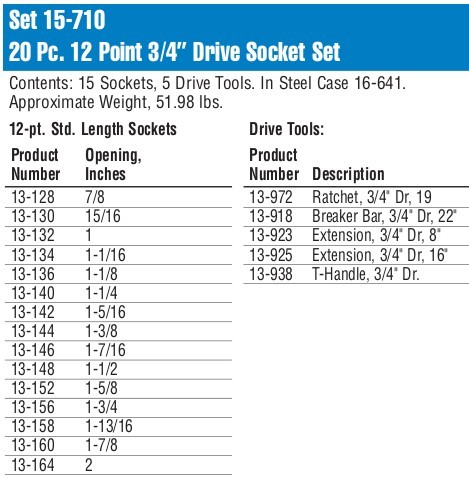 Set 15-710
20 Pc. 12 Point 3/4" Drive Socket Set
Contents: 15 Sockets, 5 Drive Tools. In Steel Case 16-641.
Approximate Weight, 51.98 lbs.
12-pt. Std. Length Sockets
Product Opening,
Number Inches
13-128 7/8
13-130 15/16
13-132 1
13-134 1-1/16
13-136 1-1/8
13-140 1-1/4
13-142 1-5/16
13-144 1-3/8
13-146 1-7/16
13-148 1-1/2
13-152 1-5/8
13-156 1-3/4
13-158 1-13/16
13-160 1-7/8
13-164 2
Drive Tools:
Product
Number Description
13-972 Ratchet, 3/4" Dr, 19
13-918 Breaker Bar, 3/4" Dr, 22"
13-923 Extension, 3/4" Dr, 8"
13-925 Extension, 3/4" Dr, 16"
13-938 T-Handle, 3/4" Dr.